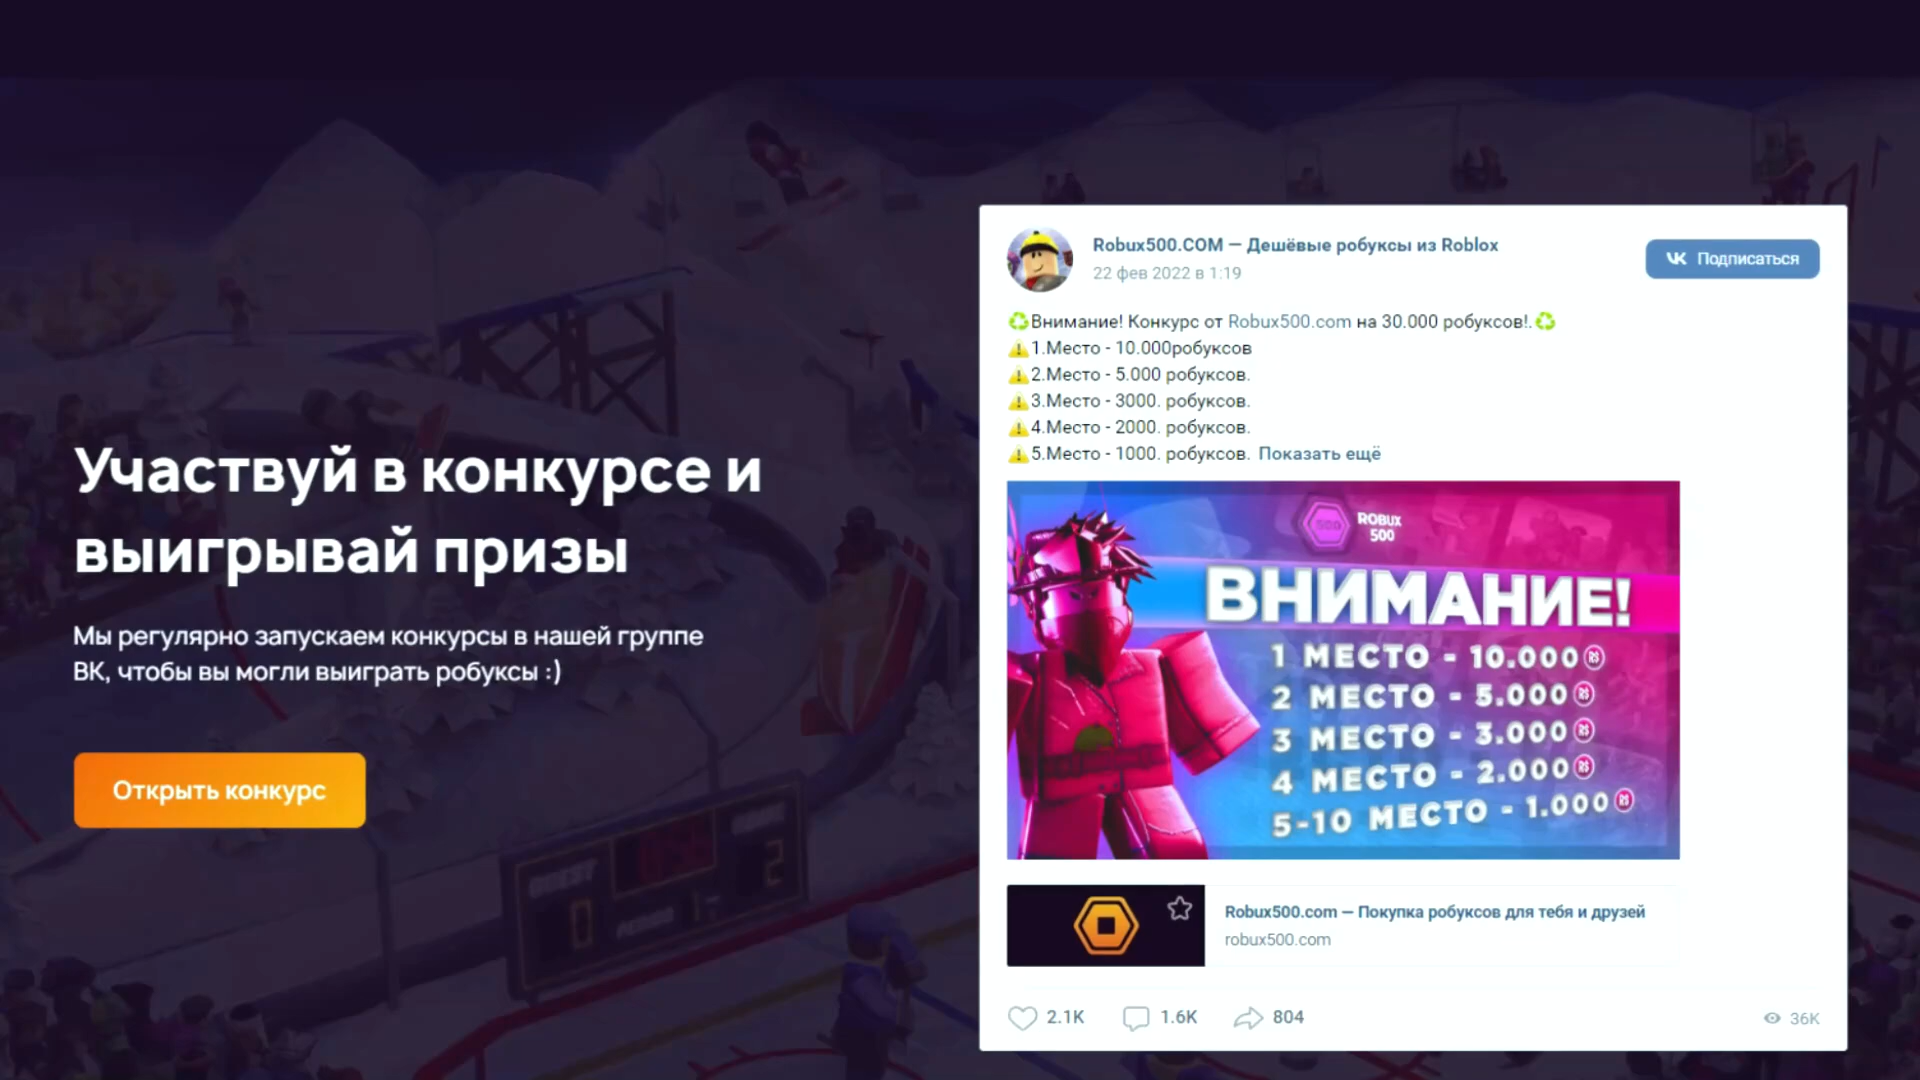 Участвуй в конкурсе и
выигрывай призы
Мы регулярно запускаем конкурсы в нашей группе
ВК, чтобы вы могли выиграть робуксы :)
Открыть конкурс
Robux500.COM — Дешёвые робуксы из Roblox
22 фев 2022 в 1:19
Подписаться
♻Внимание! Конкурс от Robux500.com на 30.000 робуксов!.♻
⚠1.Место - 10.000робуксов
⚠2.Место - 5.000 робуксов.
⚠3.Место - 3000. робуксов.
⚠4.Место - 2000. робуксов.
⚠5.Место - 1000. робуксов. Показать ещё
500
ROBUX
500
ВНИМАНИЕ!
1 МЕСТО - 10.000
2 МЕСТО - 5.000
3 МЕСТО - 3.000
4 МЕСТО - 2.000
5-10 МЕСТО - 1.000
Robux500.com — Покупка робуксов для тебя и друзей
robux500.com
2.1K 1.6K 804 36K